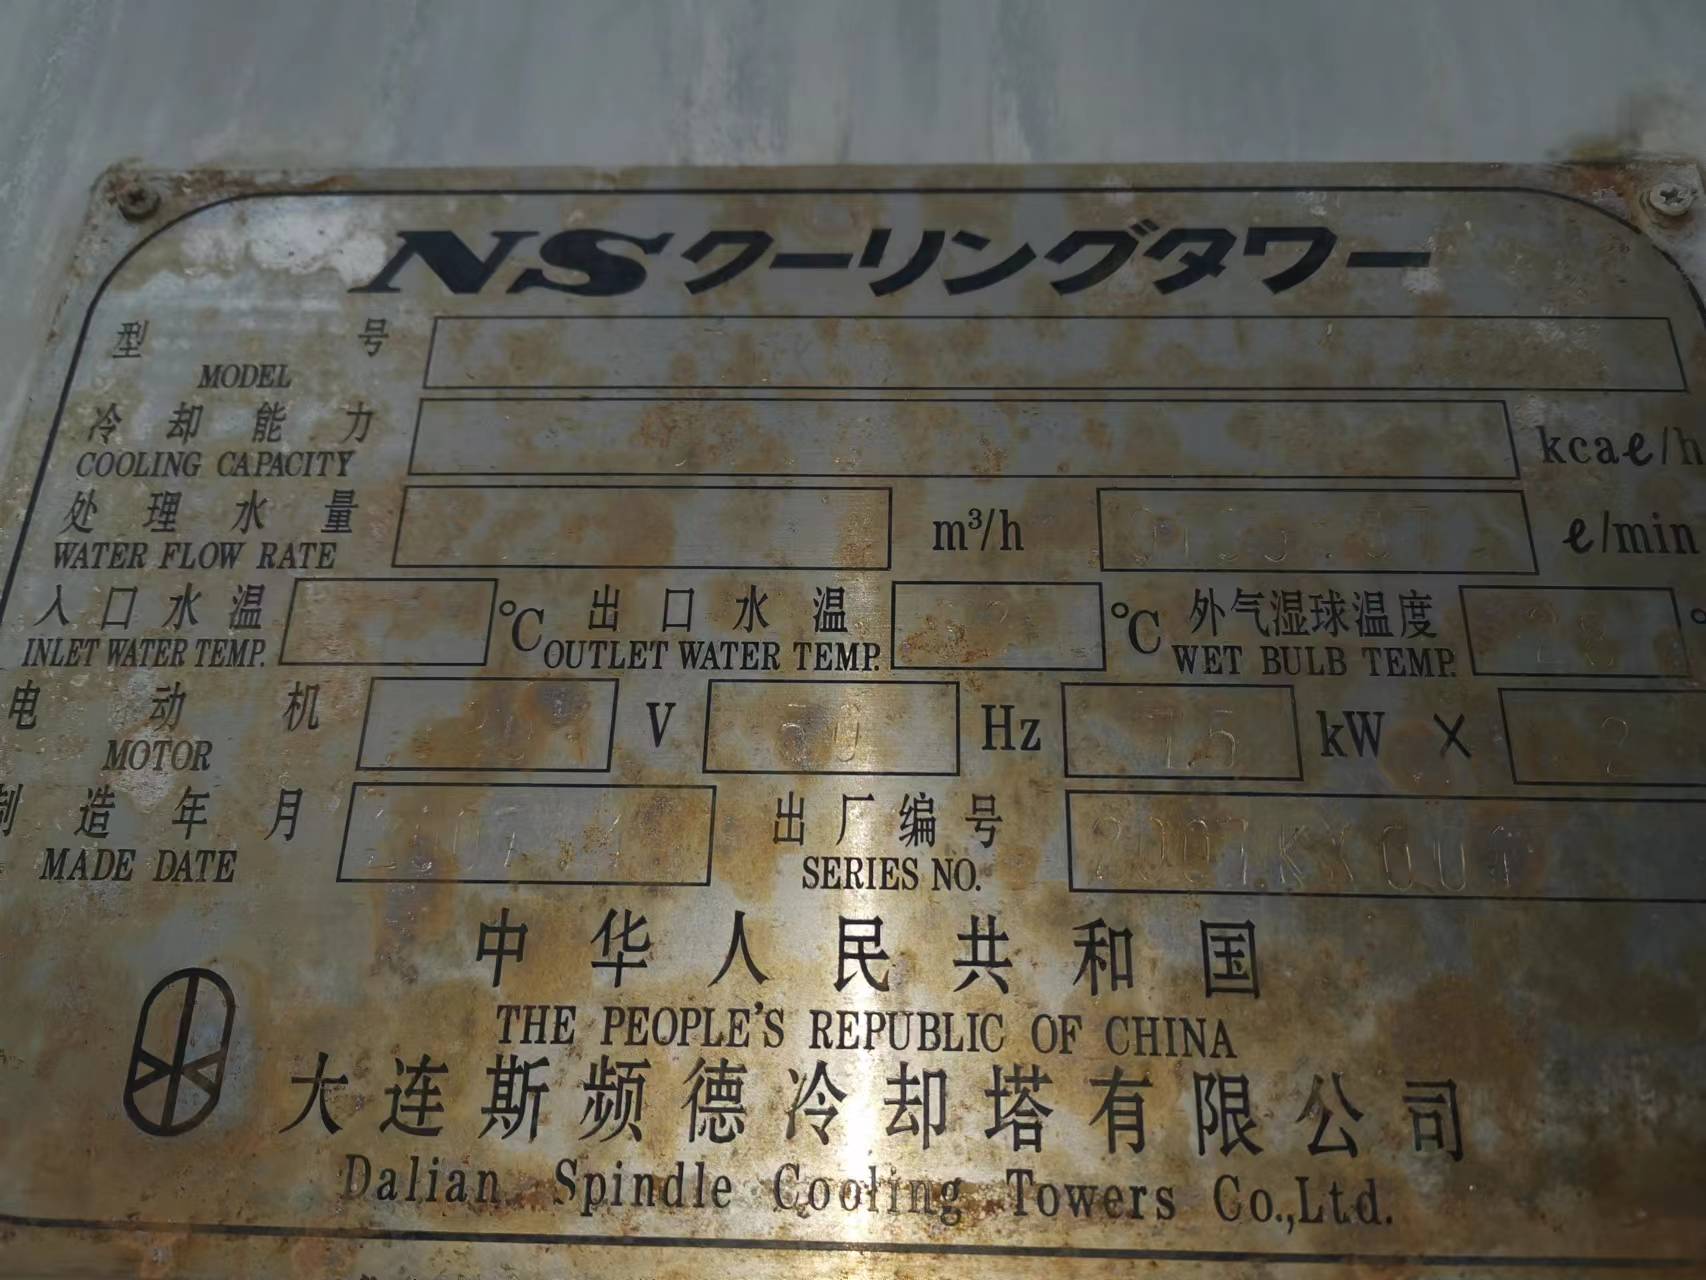 NSクーリングタワー
型号
MODEL
冷却能力
COOLING CAPACITY
kcaℓ/h
处理水量
WATER FLOW RATE
m³/h
ℓ/min
入口水温
INLET WATER TEMP.
℃
出口水温
OUTLET WATER TEMP.
℃
外气湿球温度
WET BULB TEMP.
28
电动机
MOTOR
V
50
Hz
75
kW ×
2
制造年月
MADE DATE
出厂编号
SERIES NO.
中华人民共和国
THE PEOPLE'S REPUBLIC OF CHINA
大连斯频德冷却塔有限公司
Dalian Spindle Cooling Towers Co.,Ltd.